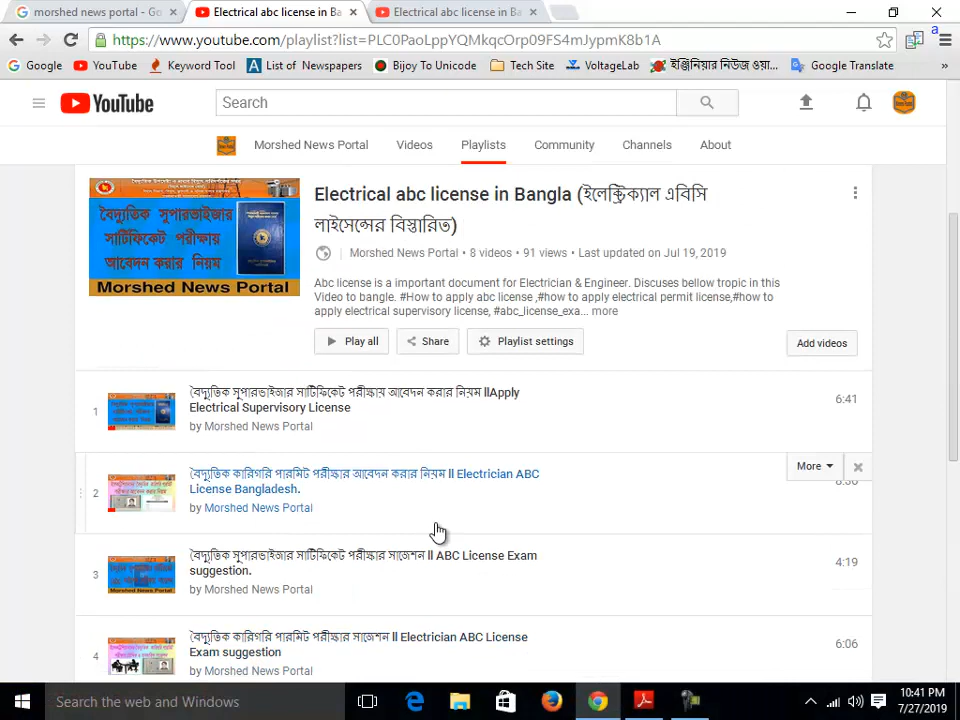 morshed news portal - Go
Electrical abc license in Ba
Electrical abc license in Ba
https://www.youtube.com/playlist?list=PLC0PaoLppYQMkqcOrp09FS4mJypmK8b1A
a
Google
YouTube
Keyword Tool
List of Newspapers
Bijoy To Unicode
Tech Site
VoltageLab
ইঞ্জিনিয়ার নিউজ ওয়া...
Google Translate
»
YouTube
Search
Morshed News Portal
Videos
Playlists
Community
Channels
About
বৈদ্যুতিক সুপারভাইজার
সার্টিফিকেট পরীক্ষায়
আবেদন করার নিয়ম
Morshed News Portal
Electrical abc license in Bangla (ইলেক্ট্রিক্যাল এবিসি
লাইসেন্সের বিস্তারিত)
Morshed News Portal • 8 videos • 91 views • Last updated on Jul 19, 2019
Abc license is a important document for Electrician & Engineer. Discuses bellow tropic in this
Video to bangle. #How to apply abc license ,#how to apply electrical permit license,#how to
apply electrical supervisory license, #abc_license_exa... more
Play all
Share
Playlist settings
Add videos
1
বৈদ্যুতিক সুপারভাইজার সার্টিফিকেট পরীক্ষায় আবেদন করার নিয়ম llApply
Electrical Supervisory License
by Morshed News Portal
6:41
2
বৈদ্যুতিক কারিগরি পারমিট পরীক্ষার আবেদন করার নিয়ম ll Electrician ABC
License Bangladesh.
by Morshed News Portal
More
3
বৈদ্যুতিক সুপারভাইজার সার্টিফিকেট পরীক্ষার সাজেশন ll ABC License Exam
suggestion.
by Morshed News Portal
4:19
4
বৈদ্যুতিক কারিগরি পারমিট পরীক্ষার সাজেশন ll Electrician ABC License
Exam suggestion
by Morshed News Portal
6:06
Search the web and Windows
10:41 PM
7/27/2019